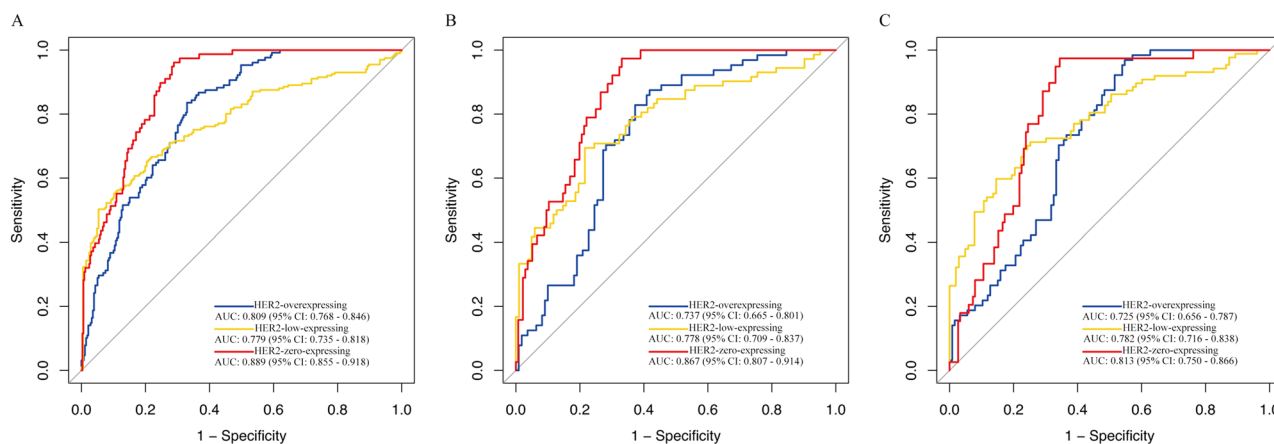 A
Sensitivity
1.0
0.8
0.6
0.4
0.2
0.0
HER2-overexpressing
AUC: 0.809 (95% CI: 0.768 - 0.846)
HER2-low-expressing
AUC: 0.779 (95% CI: 0.735 - 0.818)
HER2-zero-expressing
AUC: 0.889 (95% CI: 0.855 - 0.918)
0.0 0.2 0.4 0.6 0.8 1.0
1 − Specificity
B
Sensitivity
1.0
0.8
0.6
0.4
0.2
0.0
HER2-overexpressing
AUC: 0.737 (95% CI: 0.665 - 0.801)
HER2-low-expressing
AUC: 0.778 (95% CI: 0.709 - 0.837)
HER2-zero-expressing
AUC: 0.867 (95% CI: 0.807 - 0.914)
0.0 0.2 0.4 0.6 0.8 1.0
1 − Specificity
C
Sensitivity
1.0
0.8
0.6
0.4
0.2
0.0
HER2-overexpressing
AUC: 0.725 (95% CI: 0.656 - 0.787)
HER2-low-expressing
AUC: 0.782 (95% CI: 0.716 - 0.838)
HER2-zero-expressing
AUC: 0.813 (95% CI: 0.750 - 0.866)
0.0 0.2 0.4 0.6 0.8 1.0
1 − Specificity